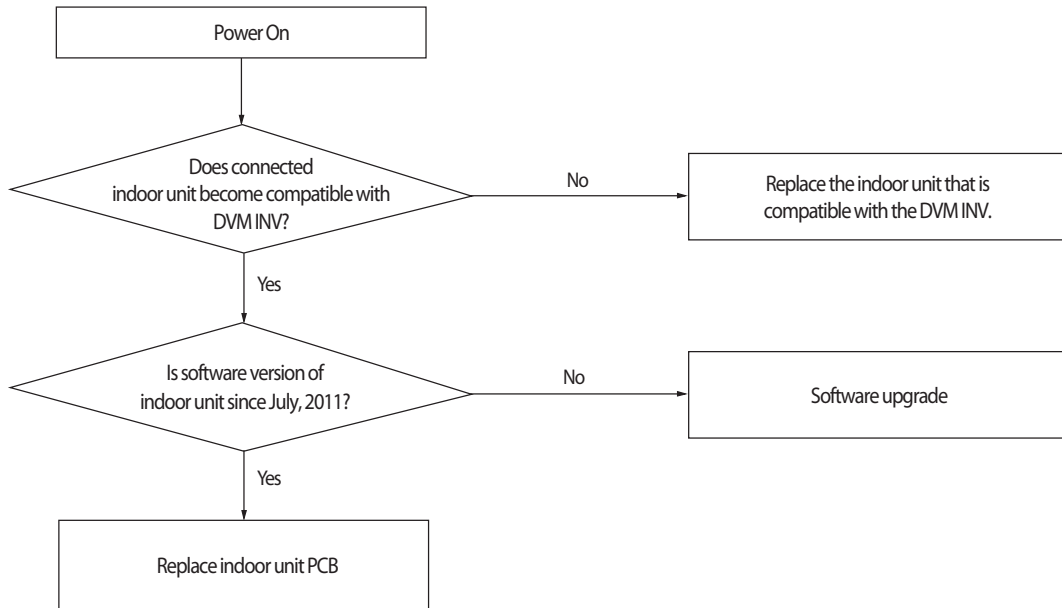 Power On
Does connected
indoor unit become compatible with
DVM INV?
No
Replace the indoor unit that is
compatible with the DVM INV.
Yes
Is software version of
indoor unit since July, 2011?
No
Software upgrade
Yes
Replace indoor unit PCB